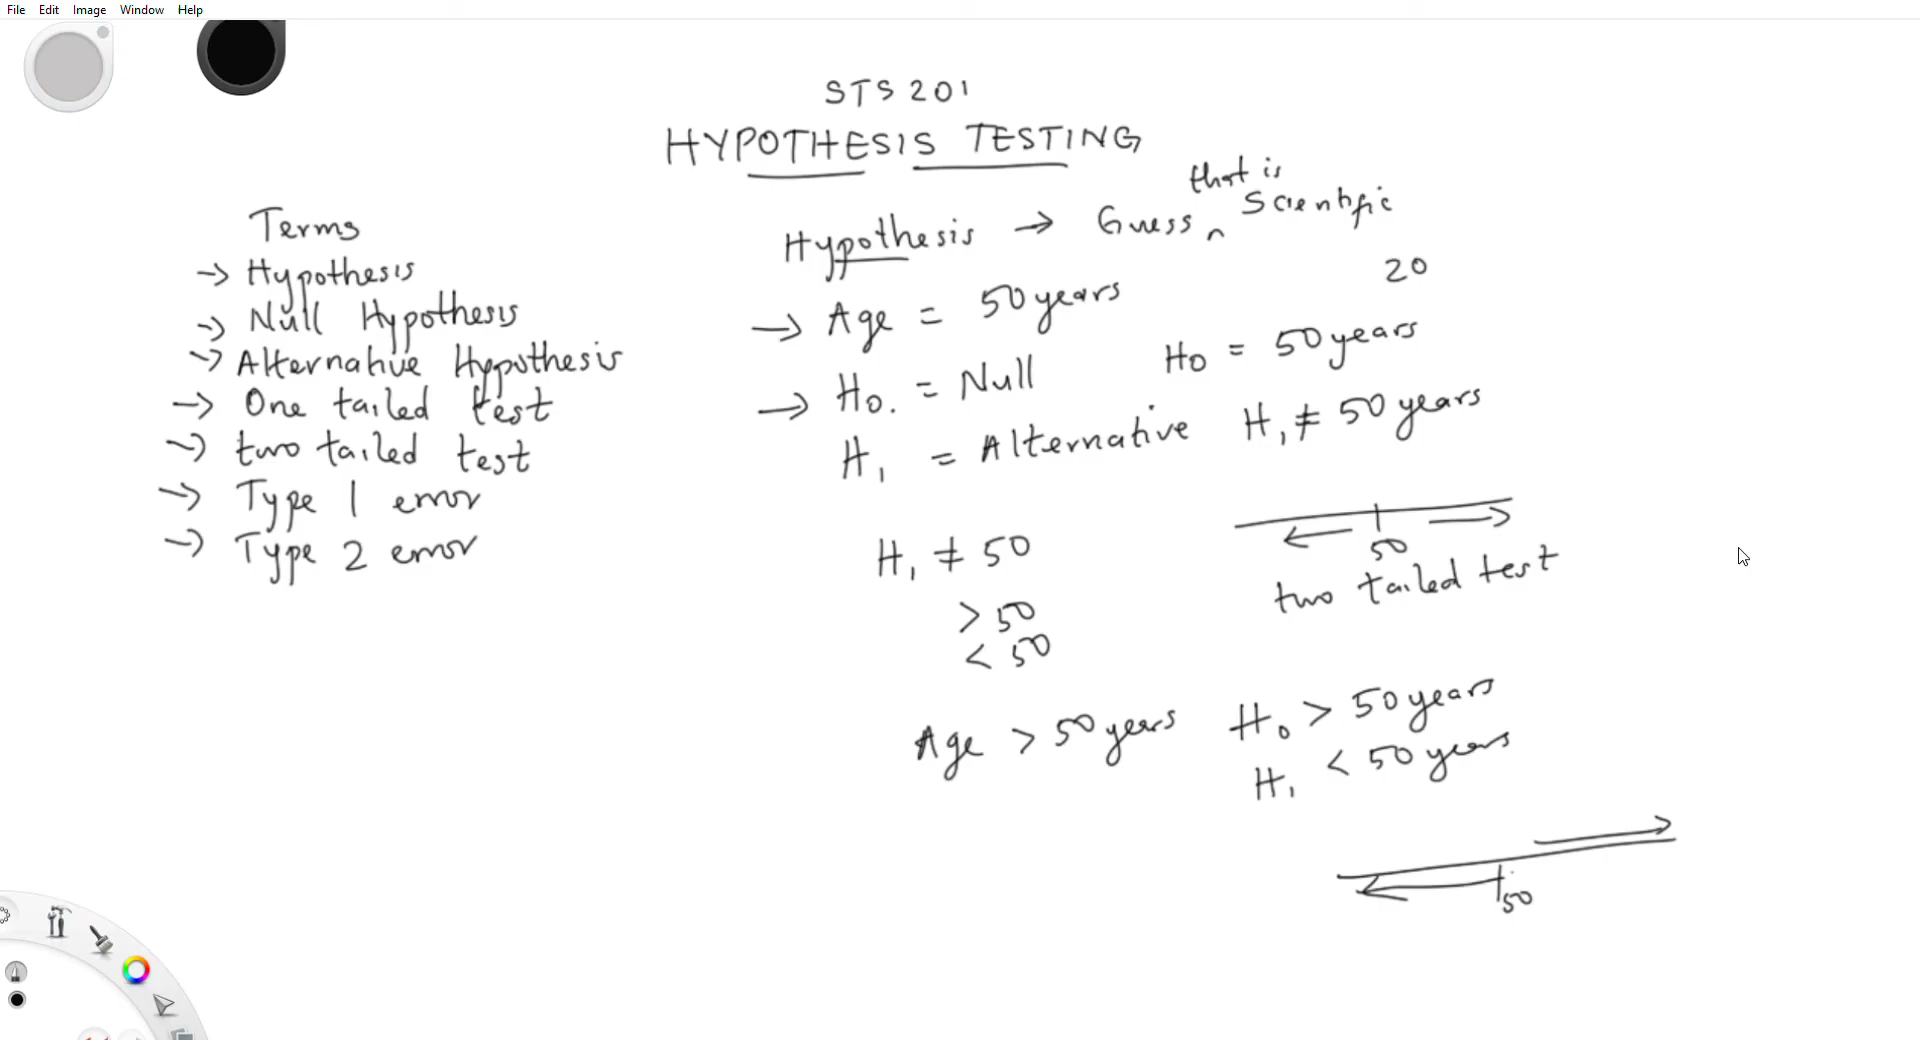 File Edit Image Window Help
STS 201
HYPOTHESIS TESTING
Terms
→ Hypothesis
→ Null Hypothesis
→ Alternative Hypothesis
→ One tailed test
→ two tailed test
→ Type 1 error
→ Type 2 error
that is
Hypothesis → Guess ^ Scientific
20
→ Age = 50 years
→ H0. = Null
H0 = 50 years
H1 = Alternative
H1 ≠ 50 years
50
two tailed test
H1 ≠ 50
> 50
< 50
Age > 50 years
H0 > 50 years
H1 < 50 years
50